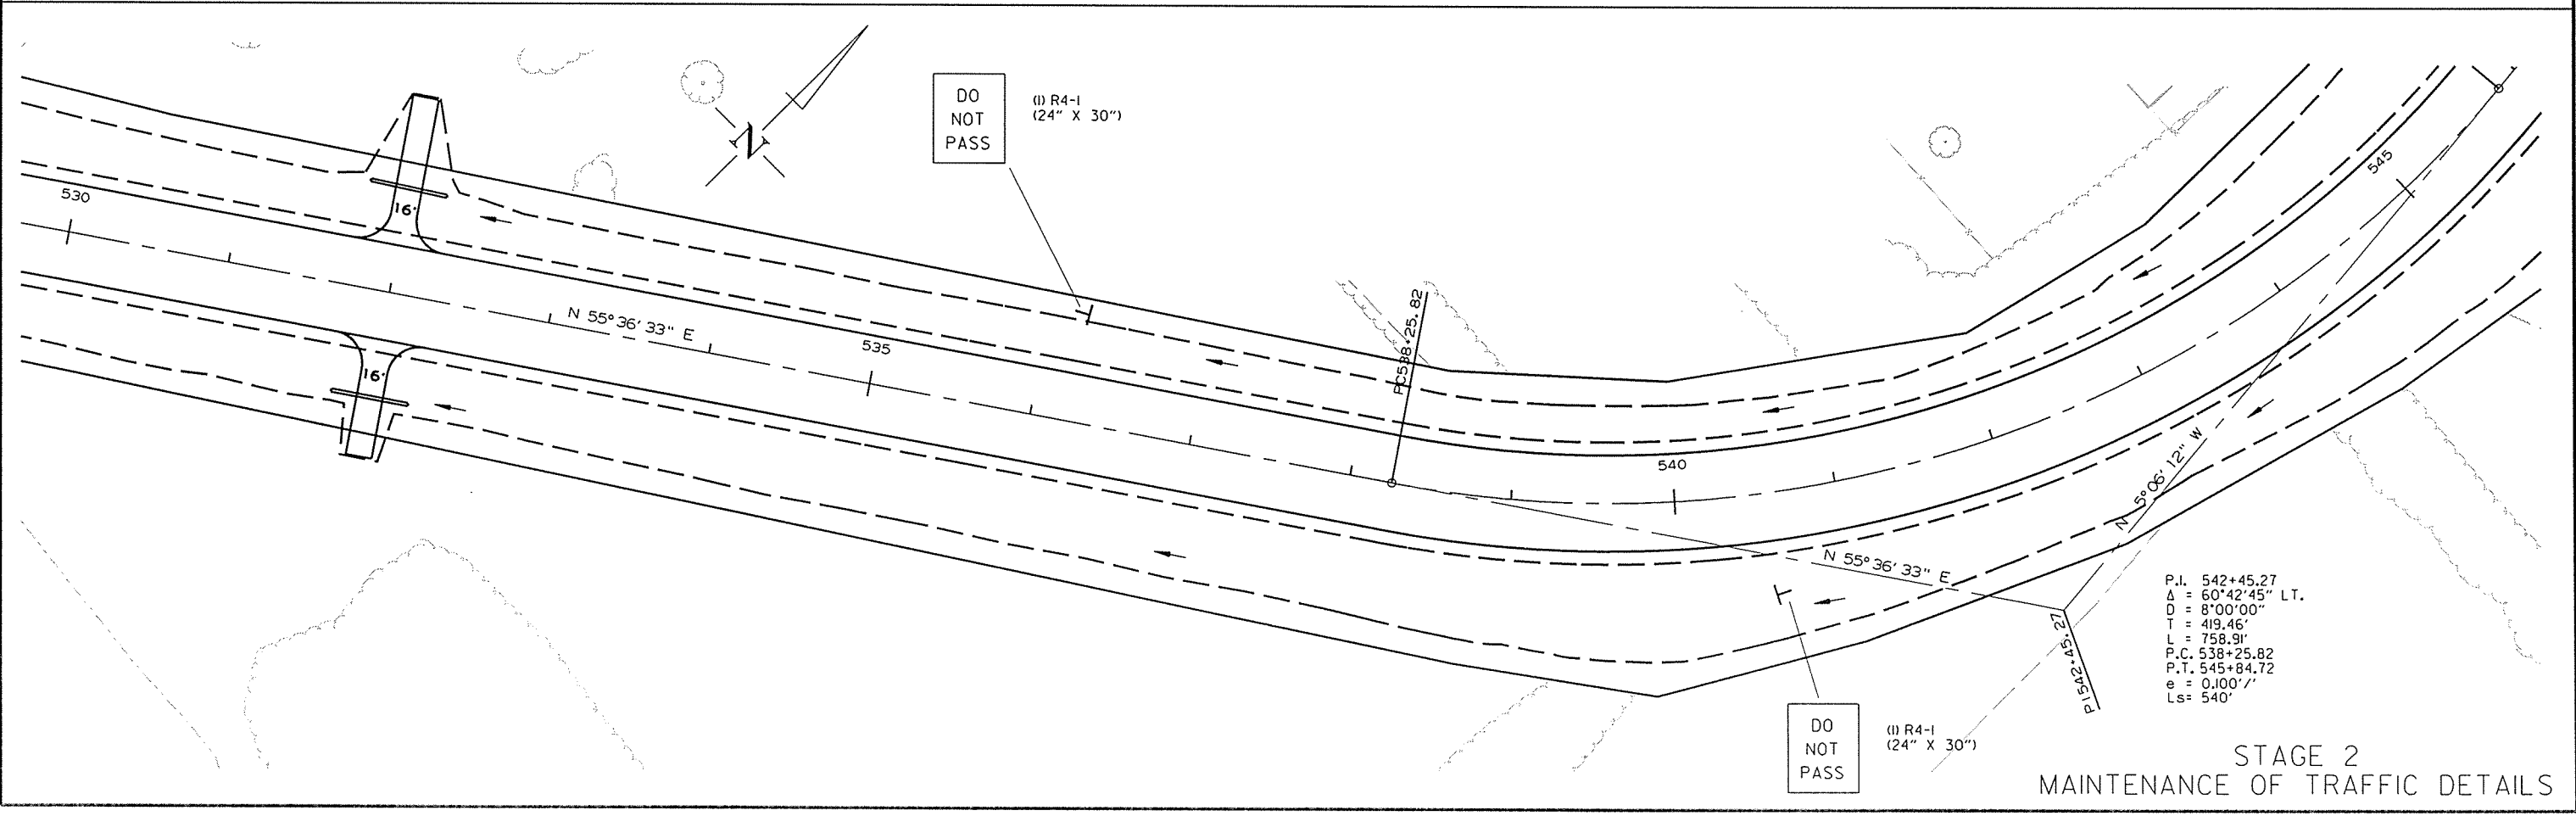 DO
NOT
PASS
(1) R4-1
(24" X 30")
N
530
16'
16'
N 55°36'33" E
535
PC538+25.82
540
545
N 5°06'12" W
N 55°36'33" E
PI542+45.27
P.I. 542+45.27
Δ = 60°42'45" LT.
D = 8°00'00"
T = 419.46'
L = 758.91'
P.C. 538+25.82
P.T. 545+84.72
e = 0.100'/'
Ls= 540'
DO
NOT
PASS
(1) R4-1
(24" X 30")
STAGE 2
MAINTENANCE OF TRAFFIC DETAILS